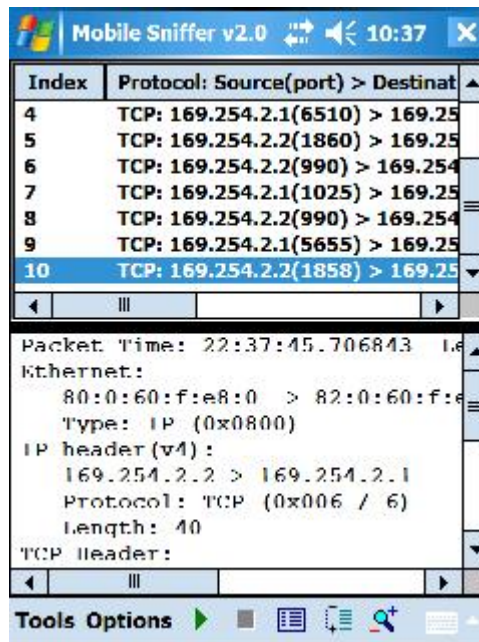 Mobile Sniffer v2.0 10:37
Index Protocol: Source(port) > Destinat
4 TCP: 169.254.2.1(6510) > 169.25
5 TCP: 169.254.2.2(1860) > 169.25
6 TCP: 169.254.2.2(990) > 169.254
7 TCP: 169.254.2.1(1025) > 169.25
8 TCP: 169.254.2.2(990) > 169.254
9 TCP: 169.254.2.1(5655) > 169.25
10 TCP: 169.254.2.2(1858) > 169.25
Packet Time: 22:37:45.706843 Le
Ethernet:
80:0:60:f:e8:0 > 82:0:60:f:e
Type: IP (0x0800)
IP header(v4):
169.254.2.2 > 169.254.2.1
Protocol: TCP (0x006 / 6)
Length: 40
TCP Header:
Tools Options